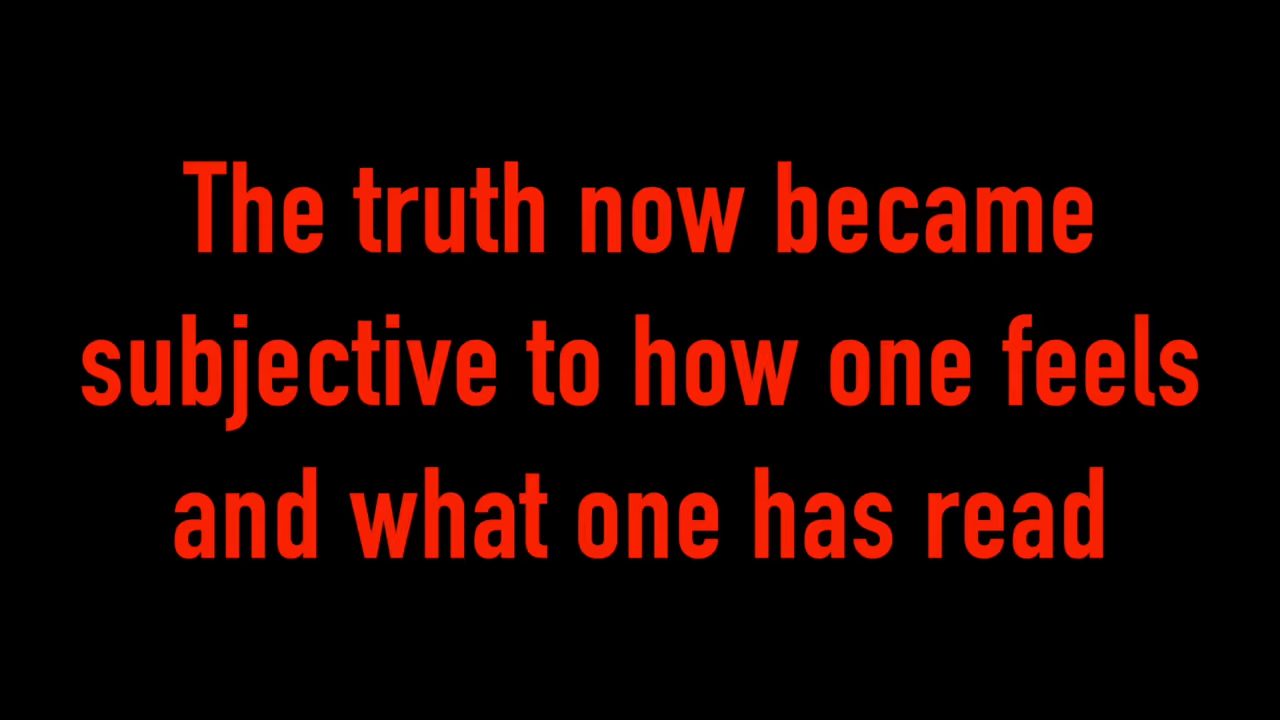 The truth now became
subjective to how one feels
and what one has read